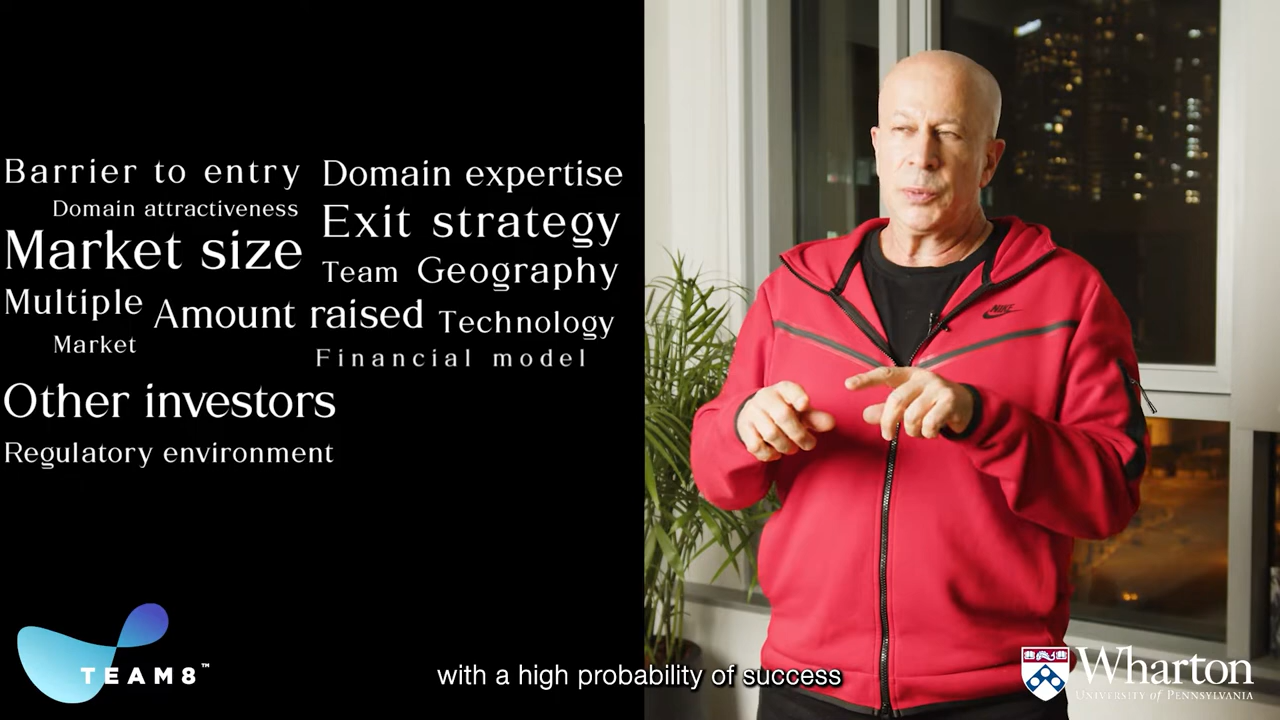 Barrier to entry
Domain expertise
Domain attractiveness
Exit strategy
Market size
Team
Geography
Multiple
Amount raised
Technology
Market
Financial model
Other investors
Regulatory environment
NIKE
TEAM8™
with a high probability of success
Wharton
UNIVERSITY of PENNSYLVANIA